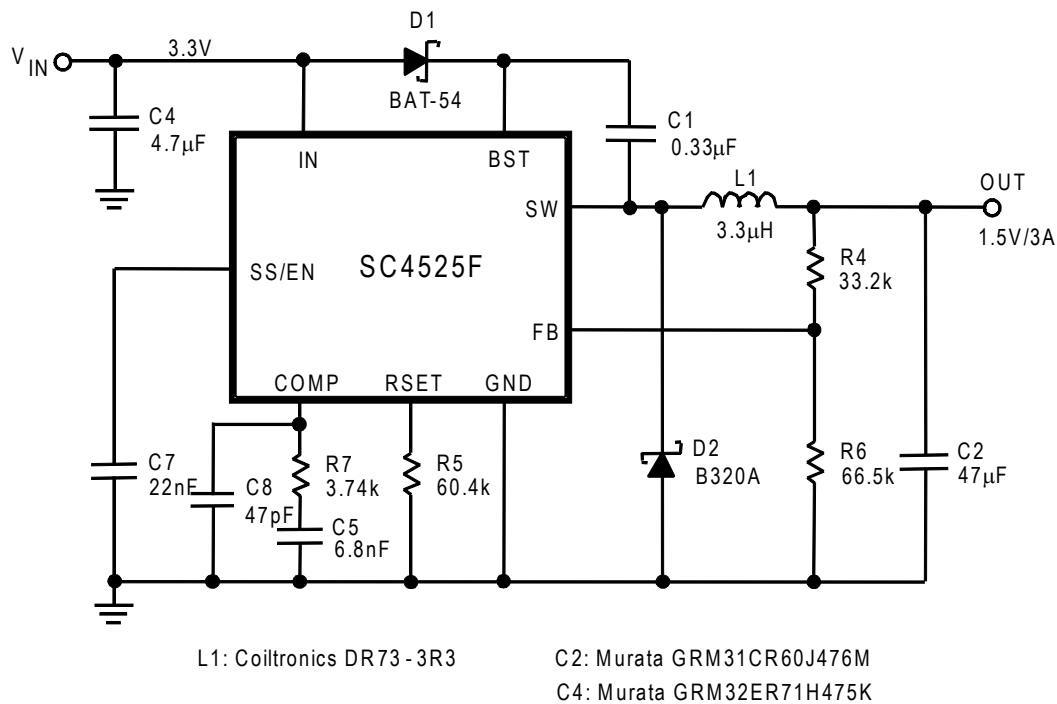 D1
V IN
3.3V
BAT-54
C4
4.7µF
C1
0.33µF
IN
BST
L1
OUT
SW
3.3µH
1.5V/3A
SS/EN
SC4525F
R4
33.2k
FB
COMP
RSET
GND
C7
22nF
C8
47pF
R7
3.74k
R5
60.4k
C5
6.8nF
D2
B320A
R6
66.5k
C2
47µF
L1: Coiltronics DR73 - 3R3
C2: Murata GRM31CR60J476M
C4: Murata GRM32ER71H475K